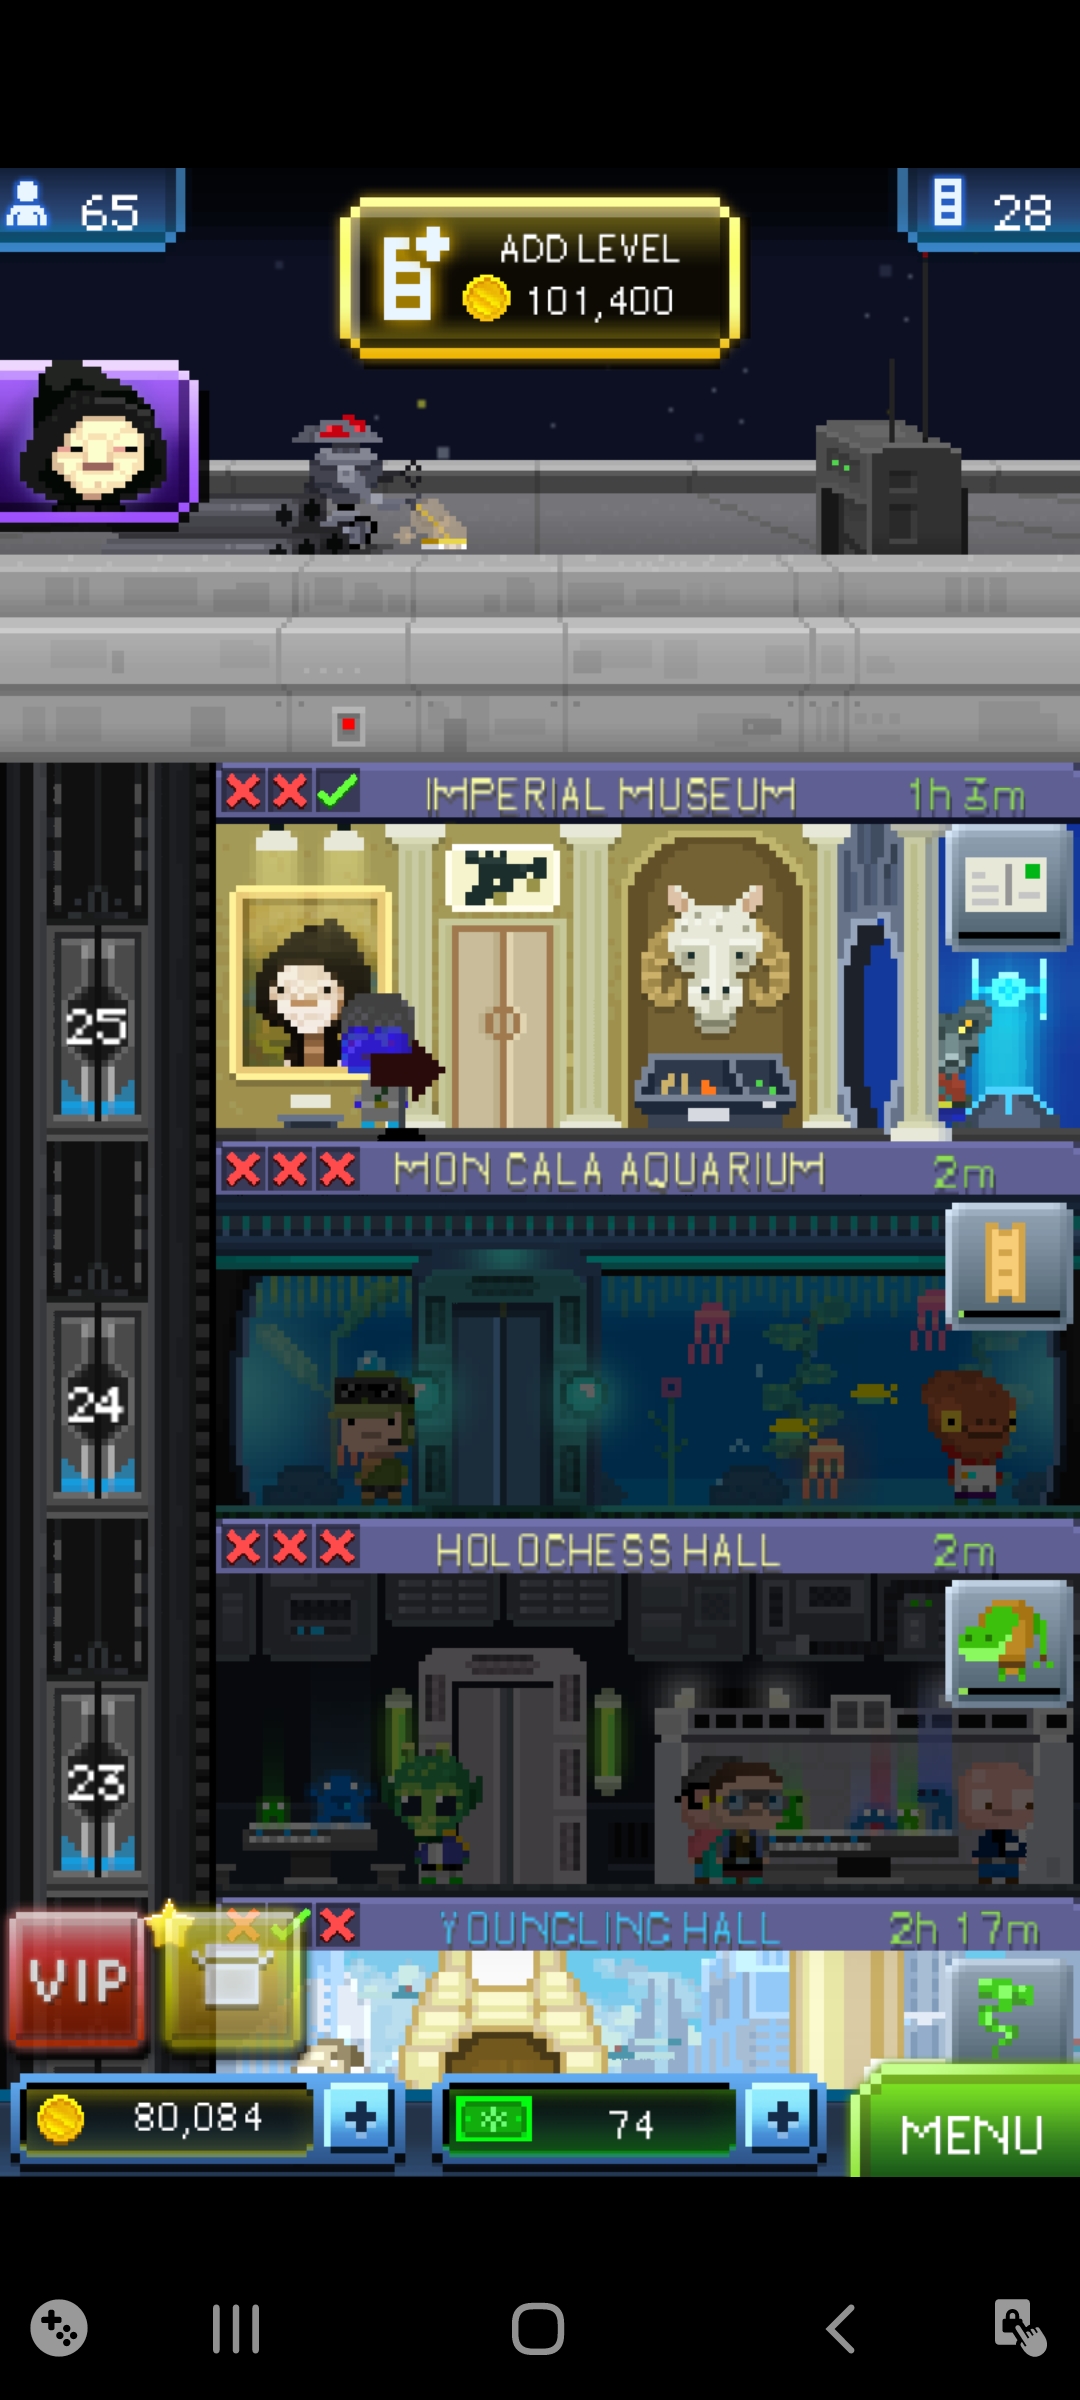 65
ADD LEVEL
101,400
28
IMPERIAL MUSEUM
1h 3m
25
MON CALA AQUARIUM
2m
24
HOLOCHESS HALL
2m
23
YOUNGLING HALL
2h 17m
VIP
80,084
74
MENU